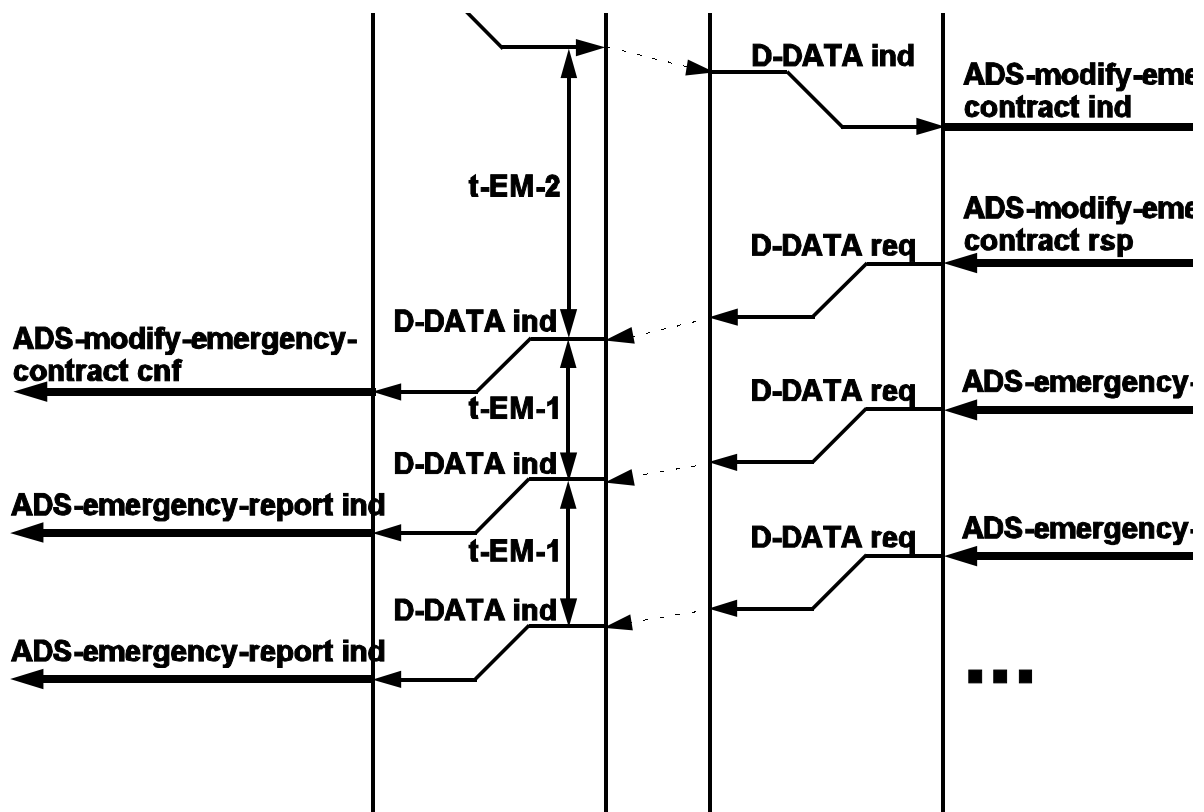 D-DATA ind
ADS-modify-eme
contract ind
t-EM-2
ADS-modify-eme
contract rsp
D-DATA req
D-DATA ind
ADS-modify-emergency-
contract cnf
D-DATA req
ADS-emergency-
t-EM-1
D-DATA ind
ADS-emergency-report ind
D-DATA req
ADS-emergency-
t-EM-1
D-DATA ind
ADS-emergency-report ind
...